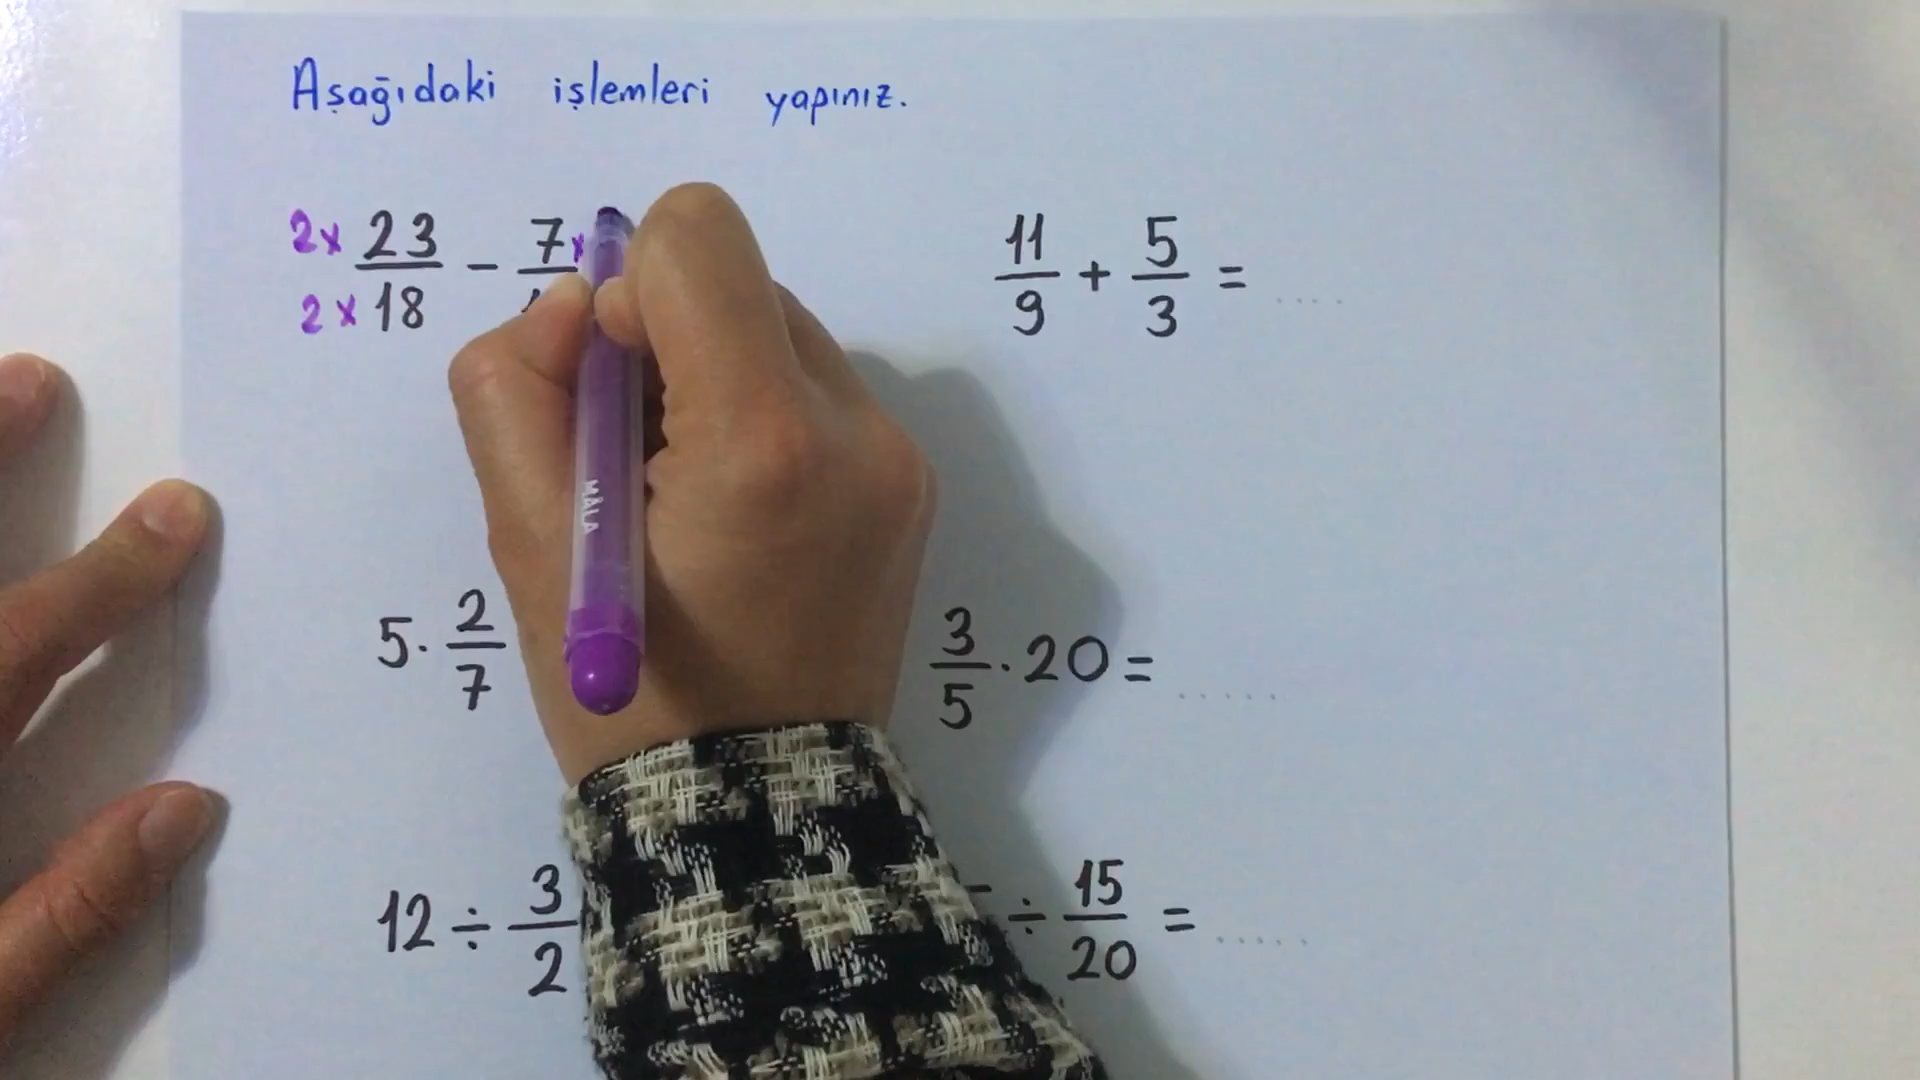 Aşağıdaki işlemleri yapınız.
2x 23/18 - 7x
2x
11/9 + 5/3 = ....
5 . 2/7
3/5 . 20 = .....
12 ÷ 3/2
÷ 15/20 = .....
MÅLA